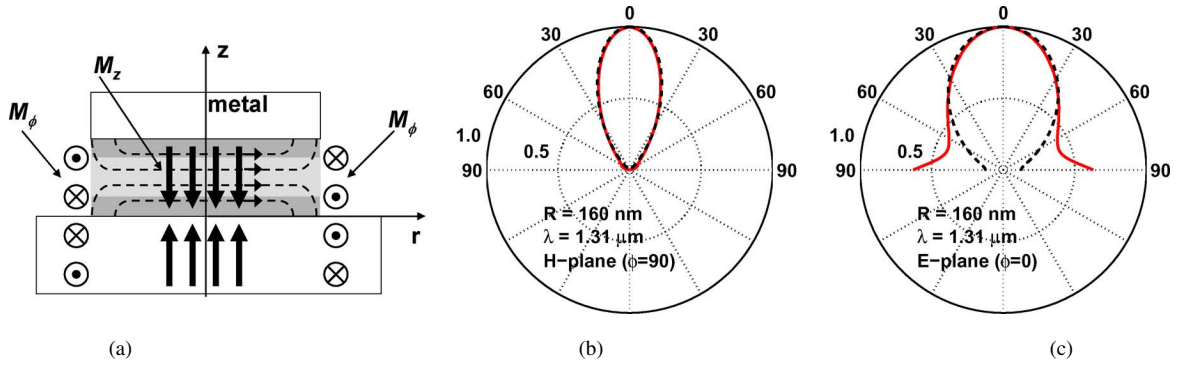 z
M_z
metal
M_ϕ
M_ϕ
r
(a)
0
30
30
60
60
1.0
0.5
90
90
R = 160 nm
λ = 1.31 μm
H−plane (ϕ=90)
(b)
0
30
30
60
60
1.0
0.5
90
90
R = 160 nm
λ = 1.31 μm
E−plane (ϕ=0)
(c)